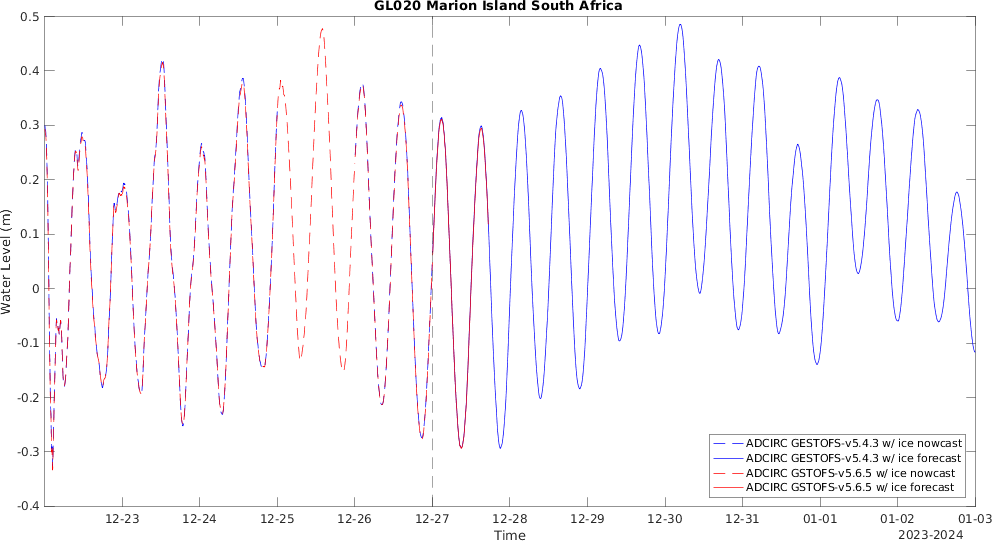 GL020 Marion Island South Africa
Water Level (m)
0.5
0.4
0.3
0.2
0.1
0
-0.1
-0.2
-0.3
-0.4
ADCIRC GESTOFS-v5.4.3 w/ ice nowcast
ADCIRC GESTOFS-v5.4.3 w/ ice forecast
ADCIRC GSTOFS-v5.6.5 w/ ice nowcast
ADCIRC GSTOFS-v5.6.5 w/ ice forecast
12-23 12-24 12-25 12-26 12-27 12-28 12-29 12-30 12-31 01-01 01-02 01-03
Time
2023-2024